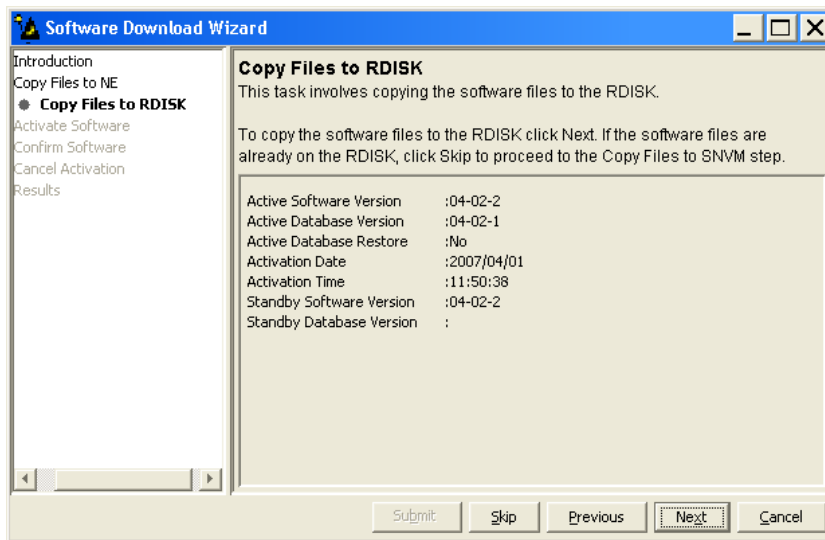 Software Download Wizard
Introduction
Copy Files to NE
Copy Files to RDISK
Activate Software
Confirm Software
Cancel Activation
Results
Copy Files to RDISK
This task involves copying the software files to the RDISK.
To copy the software files to the RDISK click Next. If the software files are
already on the RDISK, click Skip to proceed to the Copy Files to SNVM step.
Active Software Version :04-02-2
Active Database Version :04-02-1
Active Database Restore :No
Activation Date :2007/04/01
Activation Time :11:50:38
Standby Software Version :04-02-2
Standby Database Version :
Submit Skip Previous Next Cancel